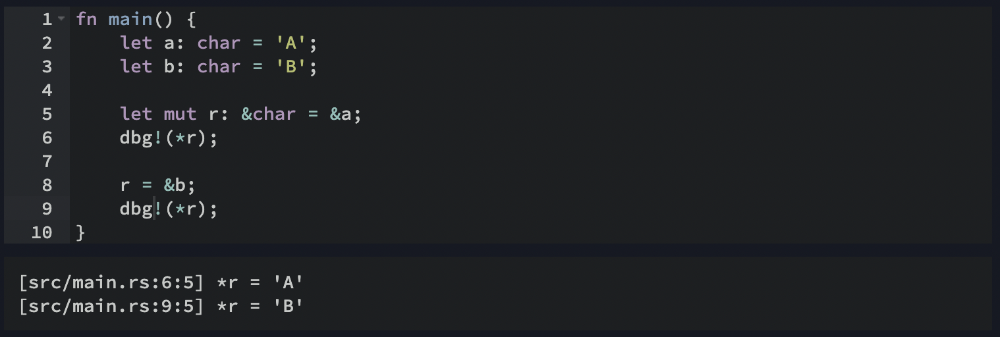 1 fn main() {
2     let a: char = 'A';
3     let b: char = 'B';
4
5     let mut r: &char = &a;
6     dbg!(*r);
7
8     r = &b;
9     dbg!(*r);
10 }
[src/main.rs:6:5] *r = 'A'
[src/main.rs:9:5] *r = 'B'